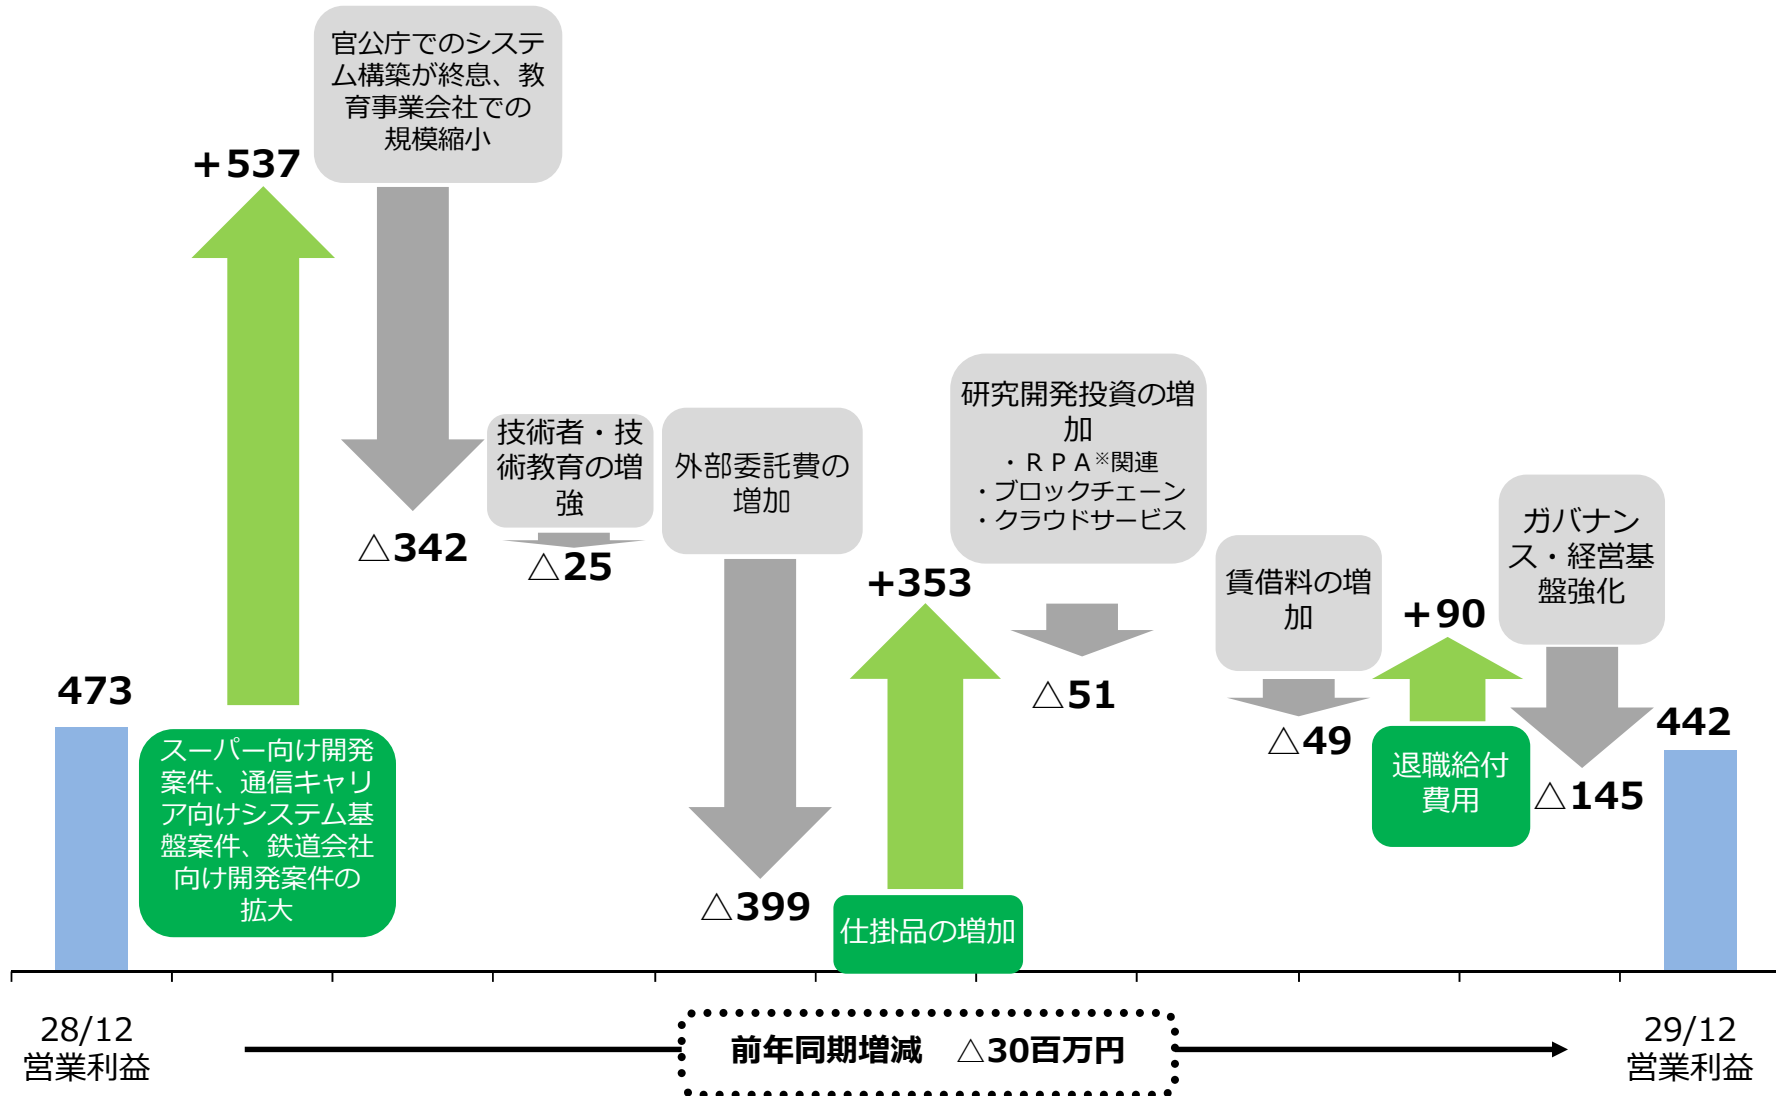 官公庁でのシステ
ム構築が終息、教
育事業会社での
規模縮小
+537
△342
技術者・技
術教育の増
強
△25
外部委託費の
増加
△399
+353
仕掛品の増加
研究開発投資の増
加
・ＲＰＡ※関連
・ブロックチェーン
・クラウドサービス
△51
賃借料の増
加
△49
+90
退職給付
費用
ガバナン
ス・経営基
盤強化
△145
473
スーパー向け開発
案件、通信キャリ
ア向けシステム基
盤案件、鉄道会社
向け開発案件の
拡大
442
28/12
営業利益
前年同期増減　△30百万円
29/12
営業利益